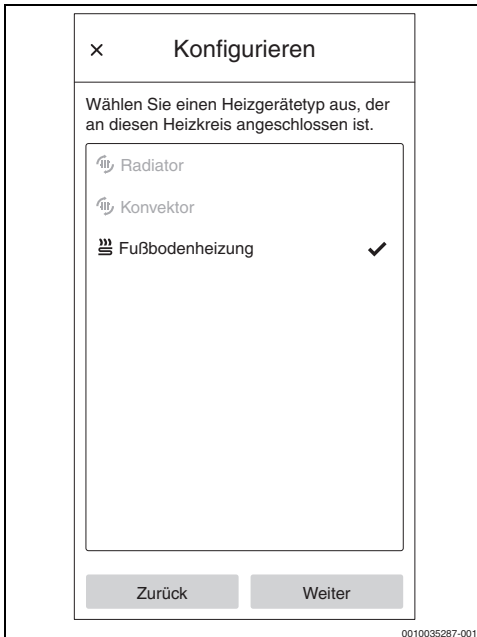 Konfigurieren
Wählen Sie einen Heizgerätetyp aus, der
an diesen Heizkreis angeschlossen ist.
Radiator
Konvektor
Fußbodenheizung
Zurück Weiter
0010035287-001